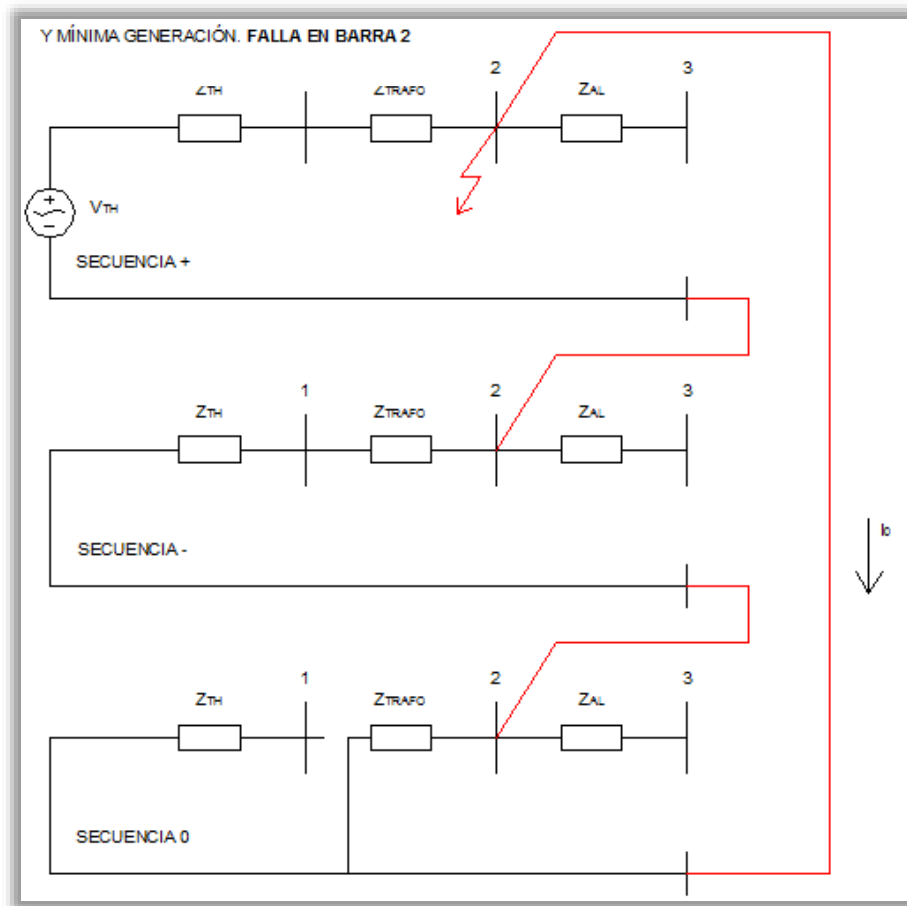 Y MÍNIMA GENERACIÓN. FALLA EN BARRA 2
2 3
ZTH ZTRAFO ZAL
VTH
SECUENCIA +
1 2 3
ZTH ZTRAFO ZAL
SECUENCIA -
I0
1 2 3
ZTH ZTRAFO ZAL
SECUENCIA 0